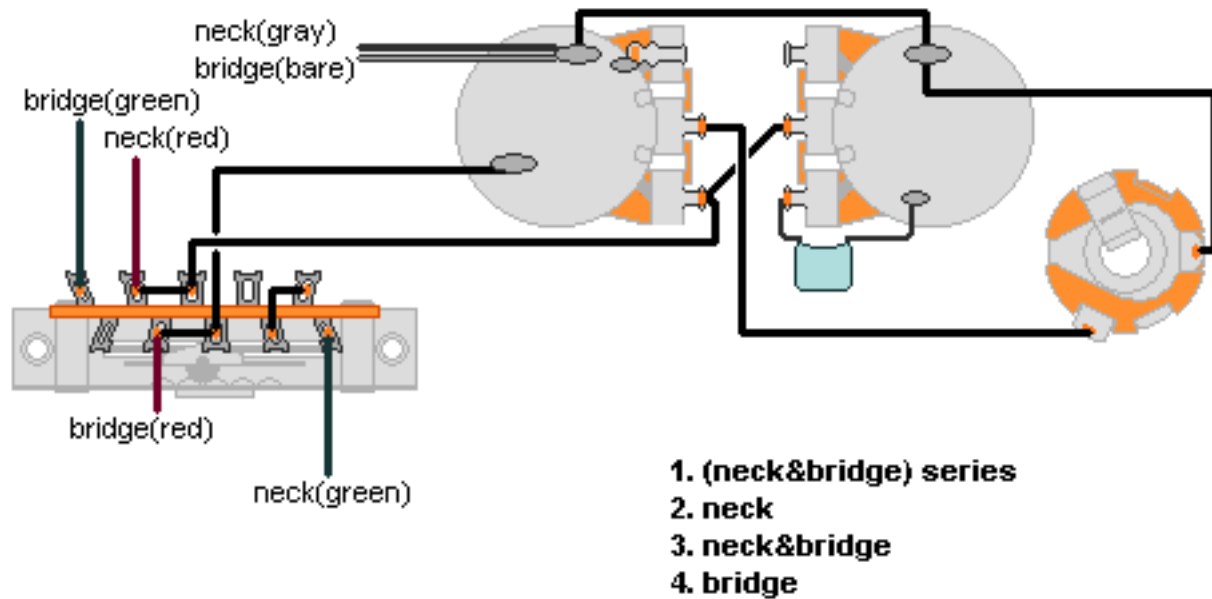 neck(gray)
bridge(bare)
bridge(green)
neck(red)
bridge(red)
neck(green)
1. (neck&bridge) series
2. neck
3. neck&bridge
4. bridge